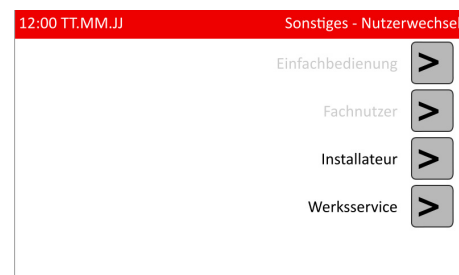 12:00 TT.MM.JJ Sonstiges - Nutzerwechsel
Einfachbedienung >
Fachnutzer >
Installateur >
Werksservice >